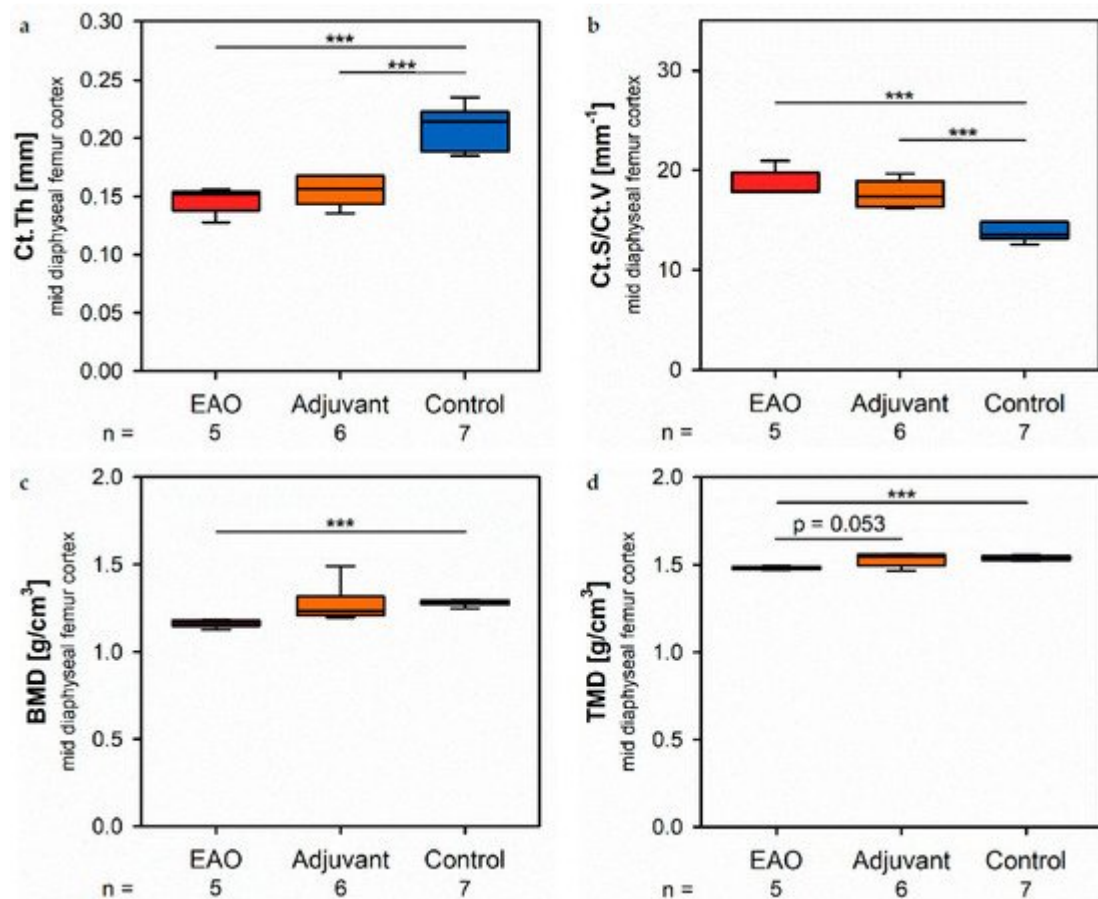 a
0.30
0.25
0.20
0.15
0.10
0.05
0.00
Ct.Th [mm]
mid diaphyseal femur cortex
***
***
EAO Adjuvant Control
n = 5 6 7
b
30
20
10
0
Ct.S/Ct.V [mm⁻¹]
mid diaphyseal femur cortex
***
***
EAO Adjuvant Control
n = 5 6 7
c
2.0
1.5
1.0
0.5
0.0
BMD [g/cm³]
mid diaphyseal femur cortex
***
EAO Adjuvant Control
n = 5 6 7
d
2.0
1.5
1.0
0.5
0.0
TMD [g/cm³]
mid diaphyseal femur cortex
***
p = 0.053
EAO Adjuvant Control
n = 5 6 7